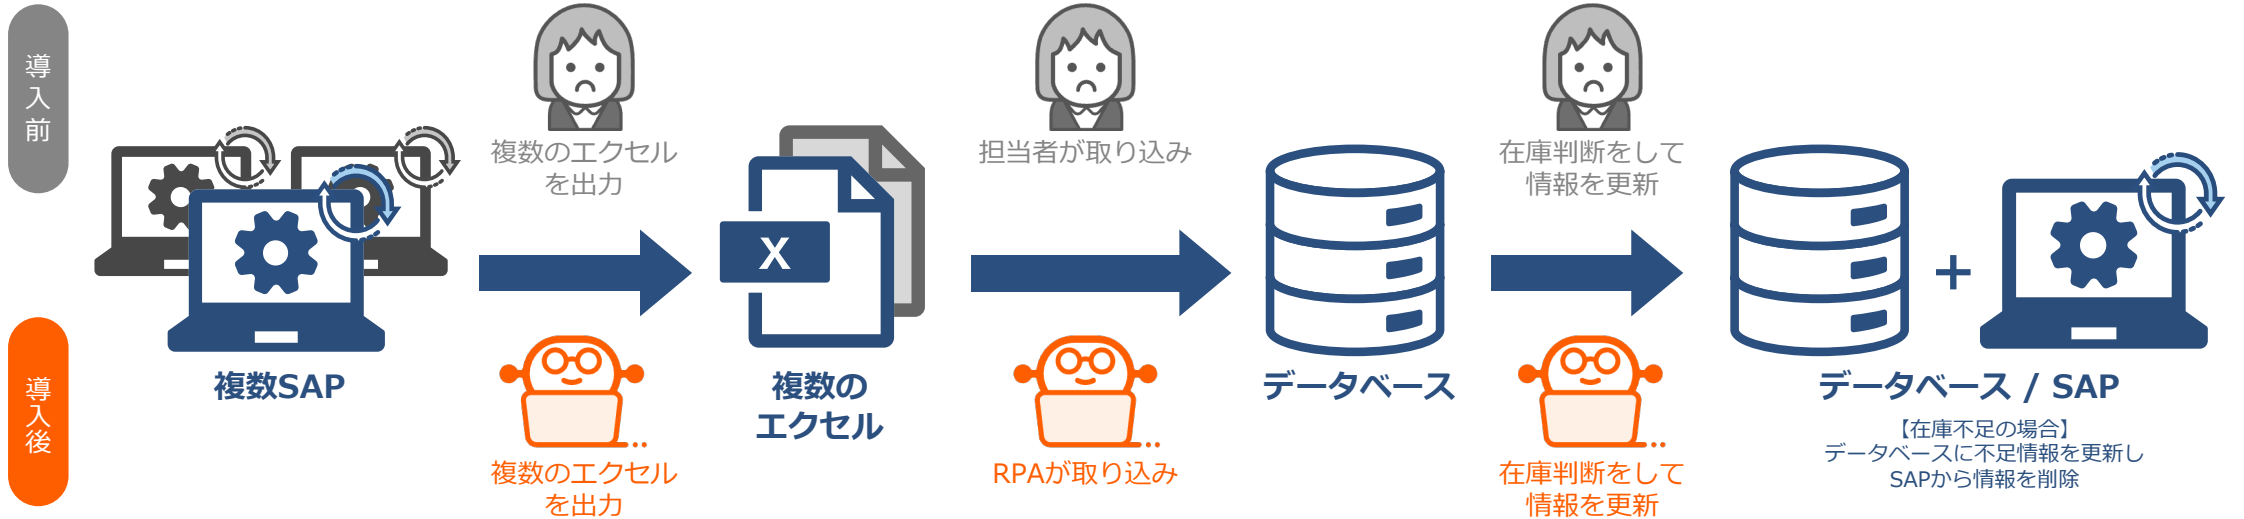 導入前
複数のエクセル
を出力
担当者が取り込み
在庫判断をして
情報を更新
X
複数SAP
複数の
エクセル
データベース
+
データベース / SAP
【在庫不足の場合】
データベースに不足情報を更新し
SAPから情報を削除
導入後
複数のエクセル
を出力
RPAが取り込み
在庫判断をして
情報を更新